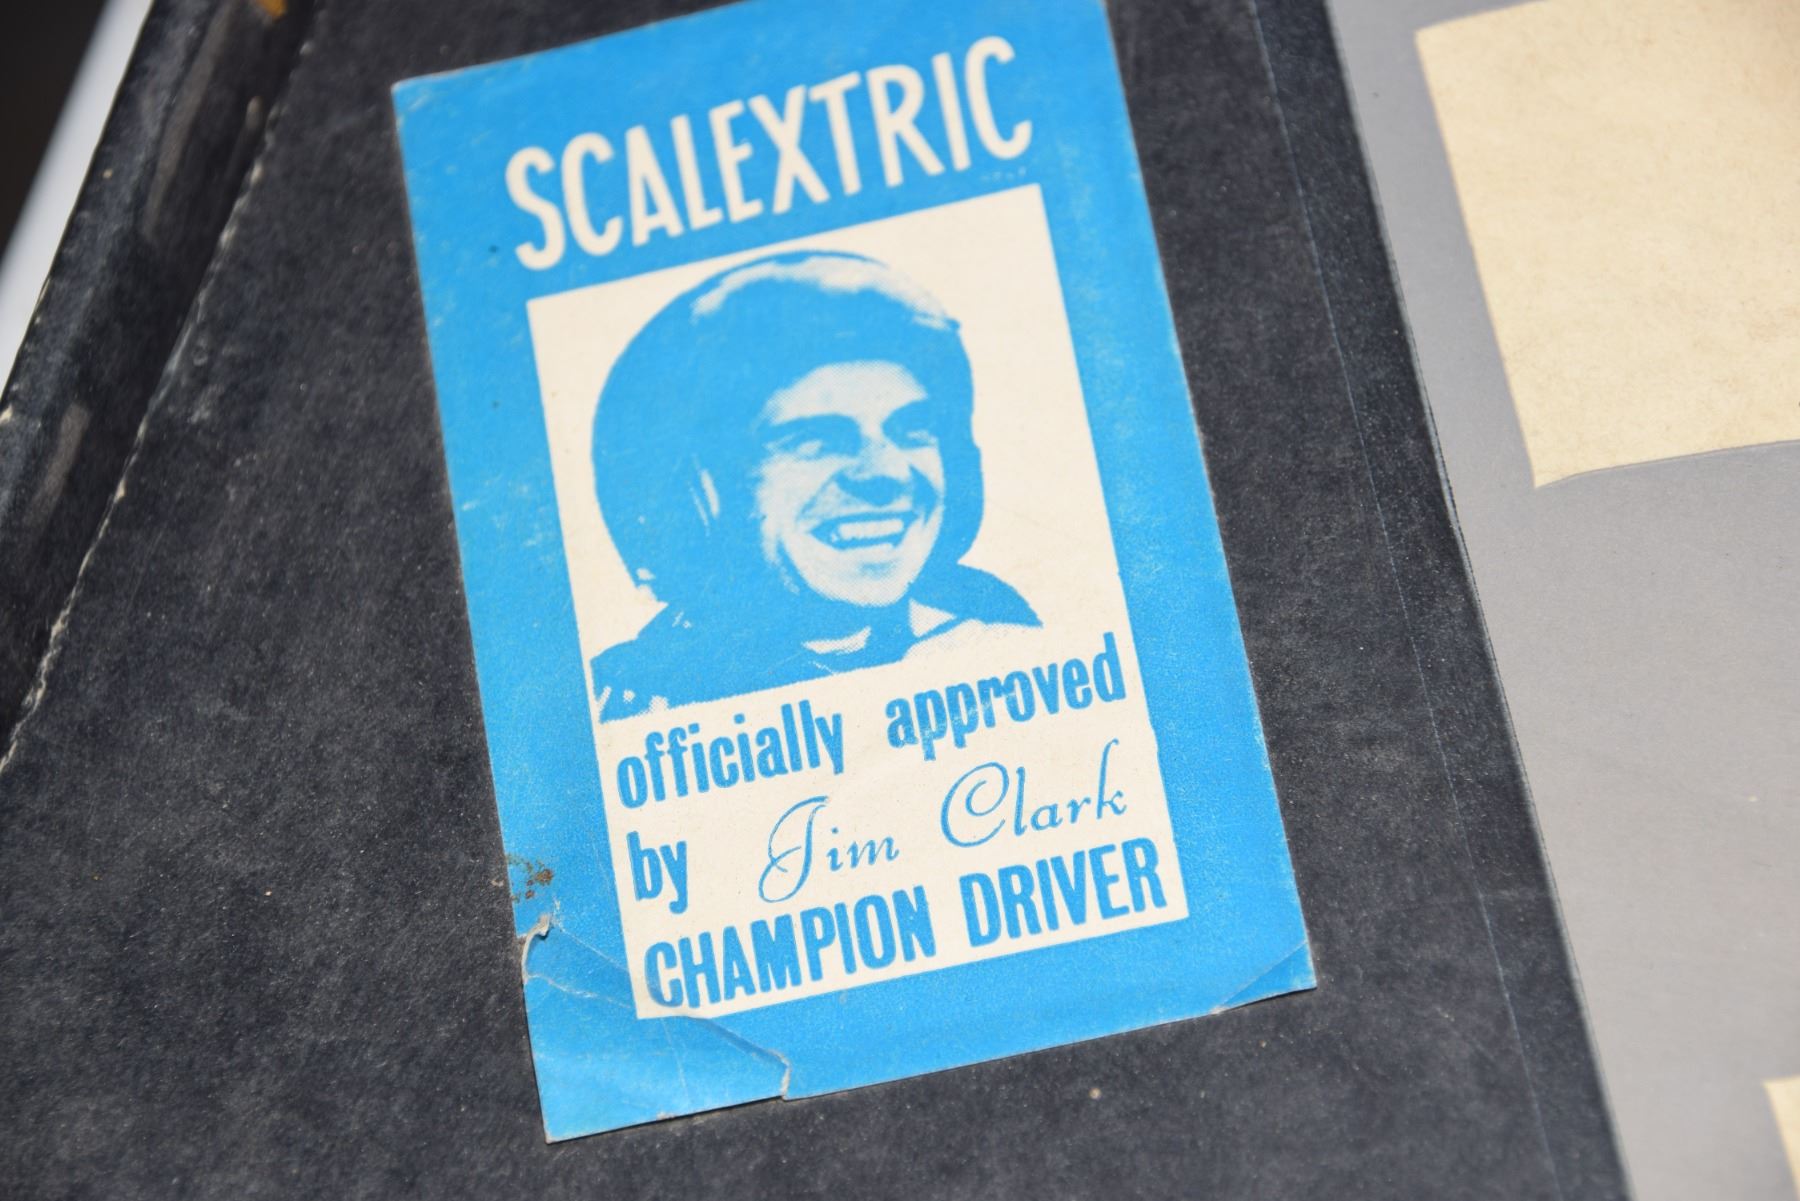 SCALEXTRIC
officially approved
by Jim Clark
CHAMPION DRIVER